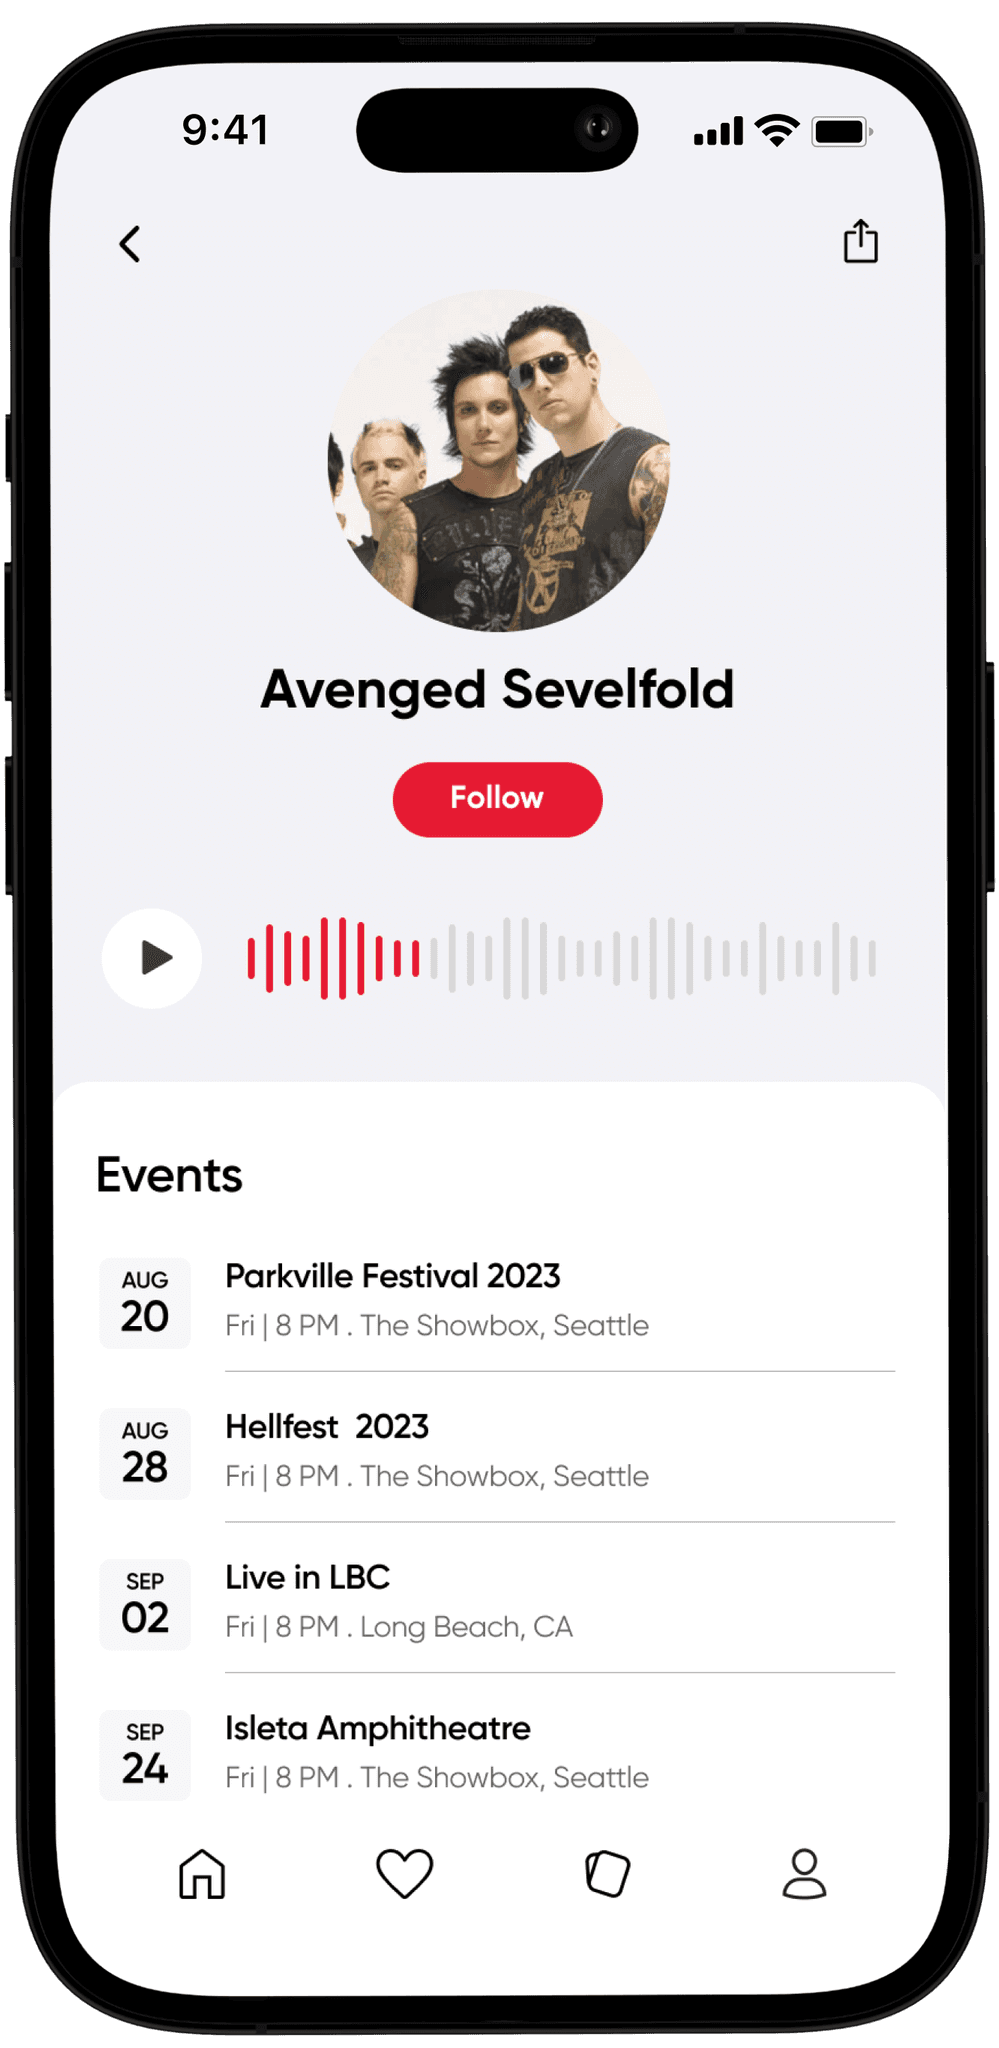 9:41
Avenged Sevelfold
Follow
Events
AUG
20
Parkville Festival 2023
Fri | 8 PM . The Showbox, Seattle
AUG
28
Hellfest  2023
Fri | 8 PM . The Showbox, Seattle
SEP
02
Live in LBC
Fri | 8 PM . Long Beach, CA
SEP
24
Isleta Amphitheatre
Fri | 8 PM . The Showbox, Seattle